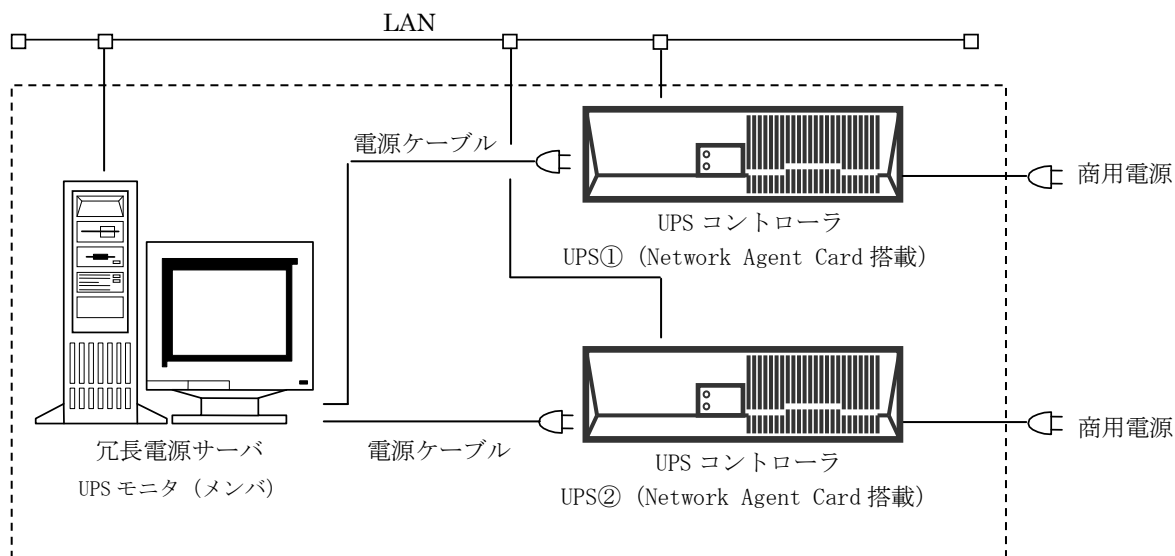 LAN
電源ケーブル
商用電源
UPS コントローラ
UPS① (Network Agent Card 搭載)
冗長電源サーバ
UPS モニタ (メンバ)
電源ケーブル
商用電源
UPS コントローラ
UPS② (Network Agent Card 搭載)